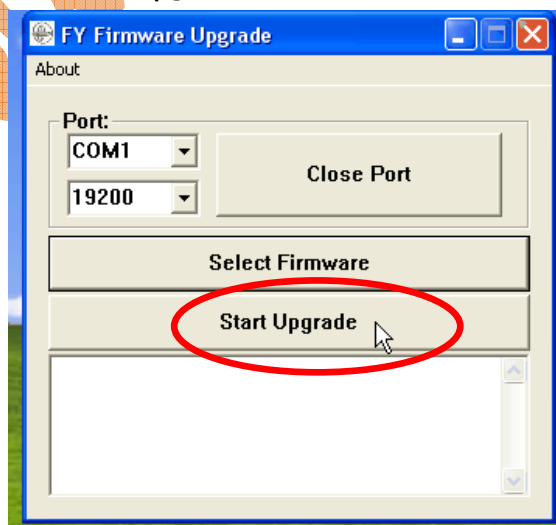 FY Firmware Upgrade
About
Port:
COM1
Close Port
19200
Select Firmware
Start Upgrade